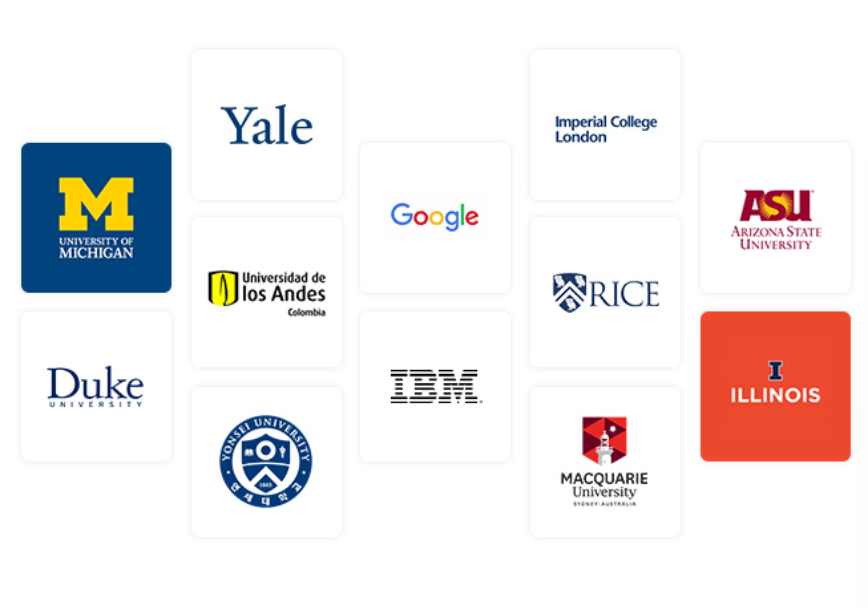 M
UNIVERSITY OF
MICHIGAN
Duke
UNIVERSITY
Yale
Universidad de
los Andes
Colombia
YONSEI UNIVERSITY
1885
연세대학교
Google
IBM.
Imperial College
London
RICE
MACQUARIE
University
SYDNEY·AUSTRALIA
ASU
ARIZONA STATE
UNIVERSITY
I
ILLINOIS